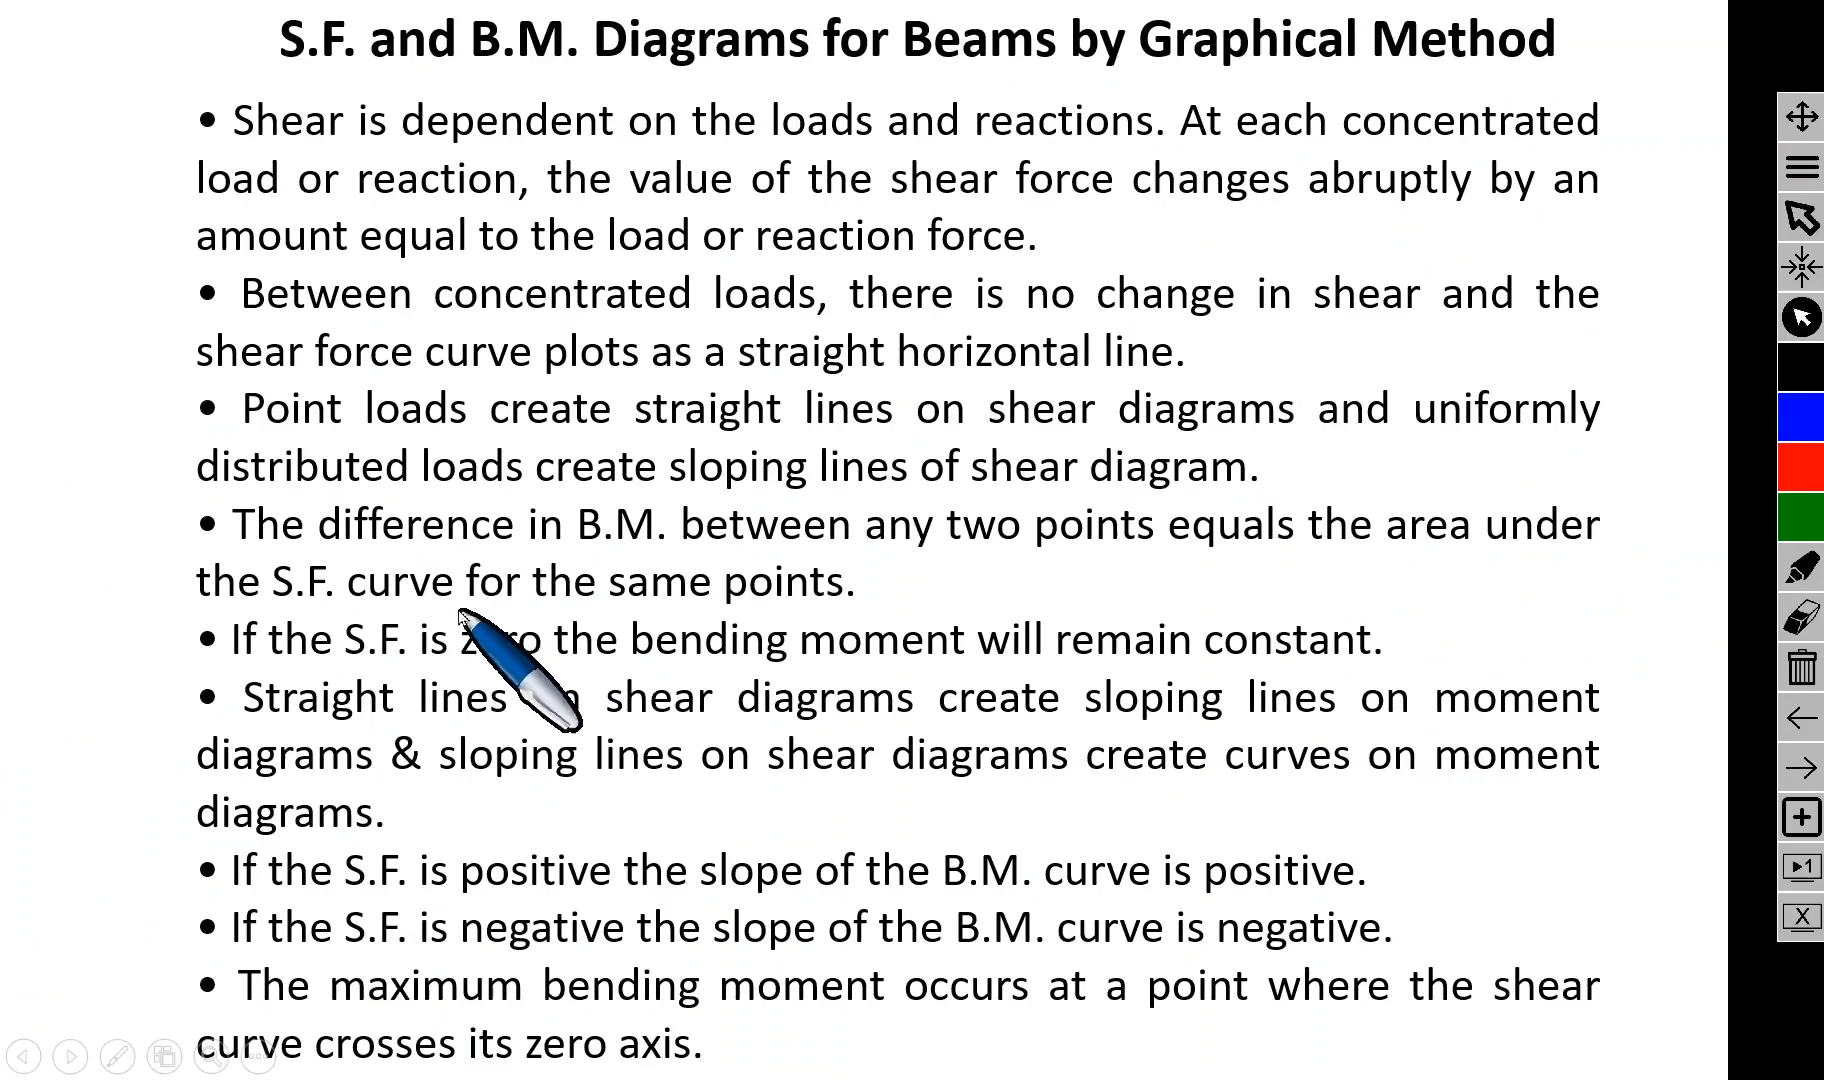 S.F. and B.M. Diagrams for Beams by Graphical Method
• Shear is dependent on the loads and reactions. At each concentrated
load or reaction, the value of the shear force changes abruptly by an
amount equal to the load or reaction force.
• Between concentrated loads, there is no change in shear and the
shear force curve plots as a straight horizontal line.
• Point loads create straight lines on shear diagrams and uniformly
distributed loads create sloping lines of shear diagram.
• The difference in B.M. between any two points equals the area under
the S.F. curve for the same points.
• If the S.F. is zero the bending moment will remain constant.
• Straight lines shear diagrams create sloping lines on moment
diagrams & sloping lines on shear diagrams create curves on moment
diagrams.
• If the S.F. is positive the slope of the B.M. curve is positive.
• If the S.F. is negative the slope of the B.M. curve is negative.
• The maximum bending moment occurs at a point where the shear
curve crosses its zero axis.
1
X